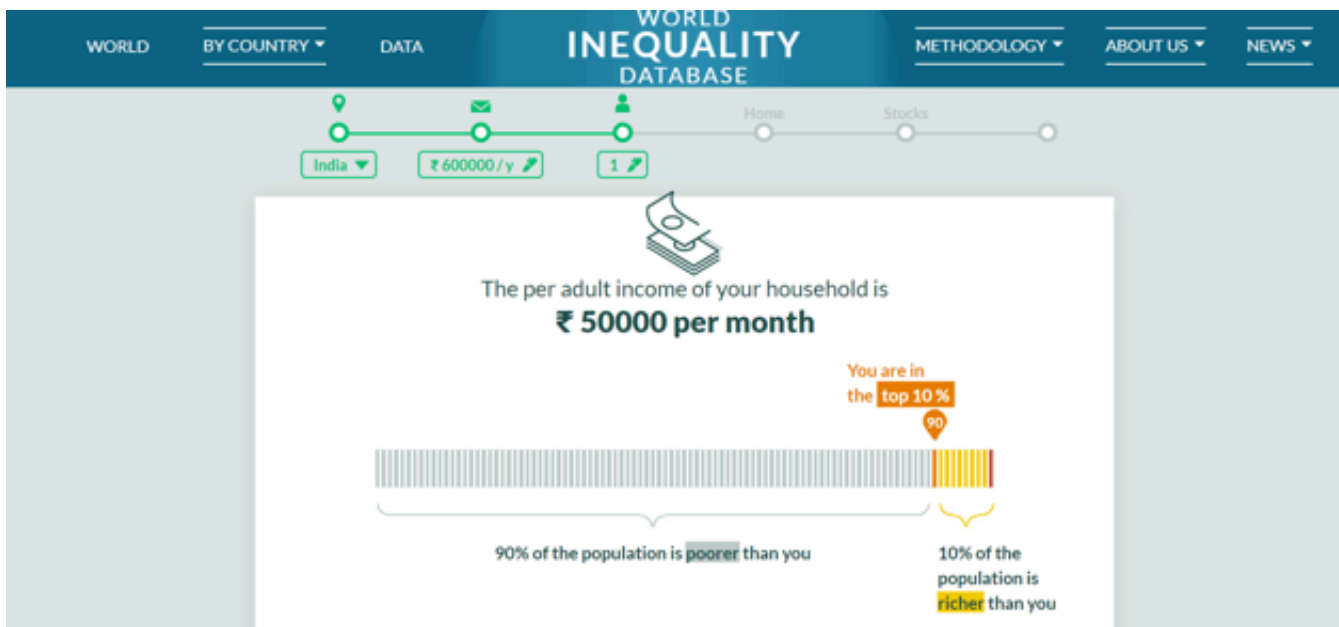 WORLD
BY COUNTRY
DATA
WORLD
INEQUALITY
DATABASE
METHODOLOGY
ABOUT US
NEWS
Home
Stocks
India
₹ 600000 / y
1
The per adult income of your household is
₹ 50000 per month
You are in
the top 10 %
90
90% of the population is poorer than you
10% of the
population is
richer than you